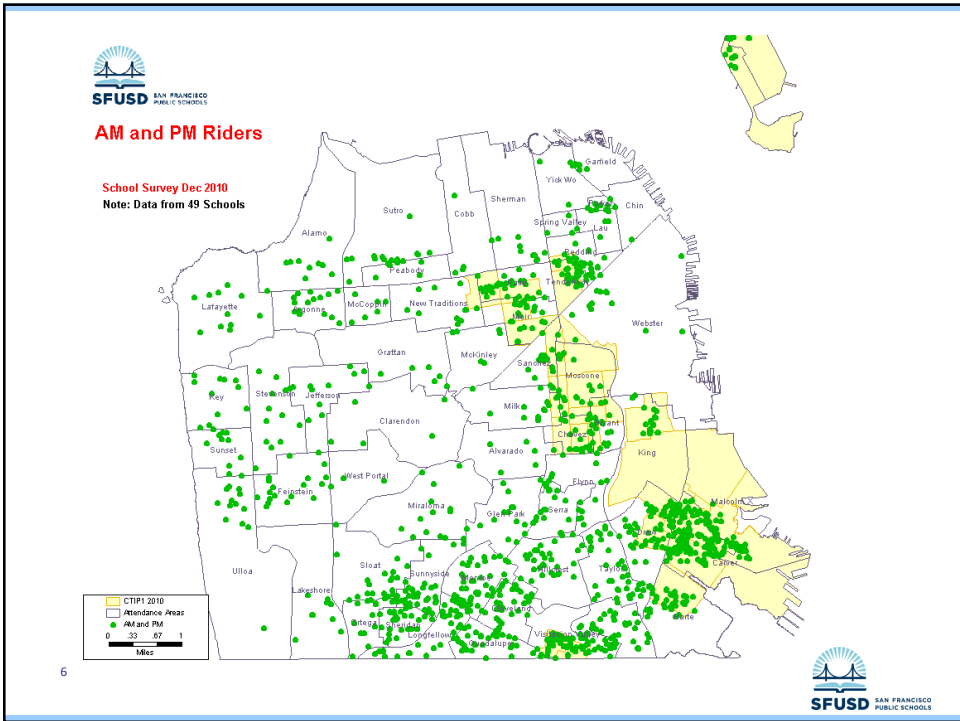 SFUSD SAN FRANCISCO
PUBLIC SCHOOLS
AM and PM Riders
School Survey Dec 2010
Note: Data from 49 Schools
Garfield
Yick Wo
Sherman
Chin
Sutro
Cobb
Spring Valley
Lau
Alamo
Redding
Peabody
Lafayette
McCoppin
New Traditions
Muir
Webster
Grattan
McKinley
Sanchez
Moscone
Key
Stevenson
Jefferson
Milk
Clarendon
Chavez
Sunset
Alvarado
King
West Portal
Flynn
Feinstein
Malcolm X
Miraloma
Glen Park
Serra
Drew
Carver
Ulloa
Sloat
Sunnyside
Taylor
Lakeshore
Cleveland
Ortega
Sheridan
Longfellow
Guadalupe
Visitacion Valley
CTIP1 2010
Attendance Areas
AM and PM
0 .33 .67 1
Miles
6
SFUSD SAN FRANCISCO
PUBLIC SCHOOLS